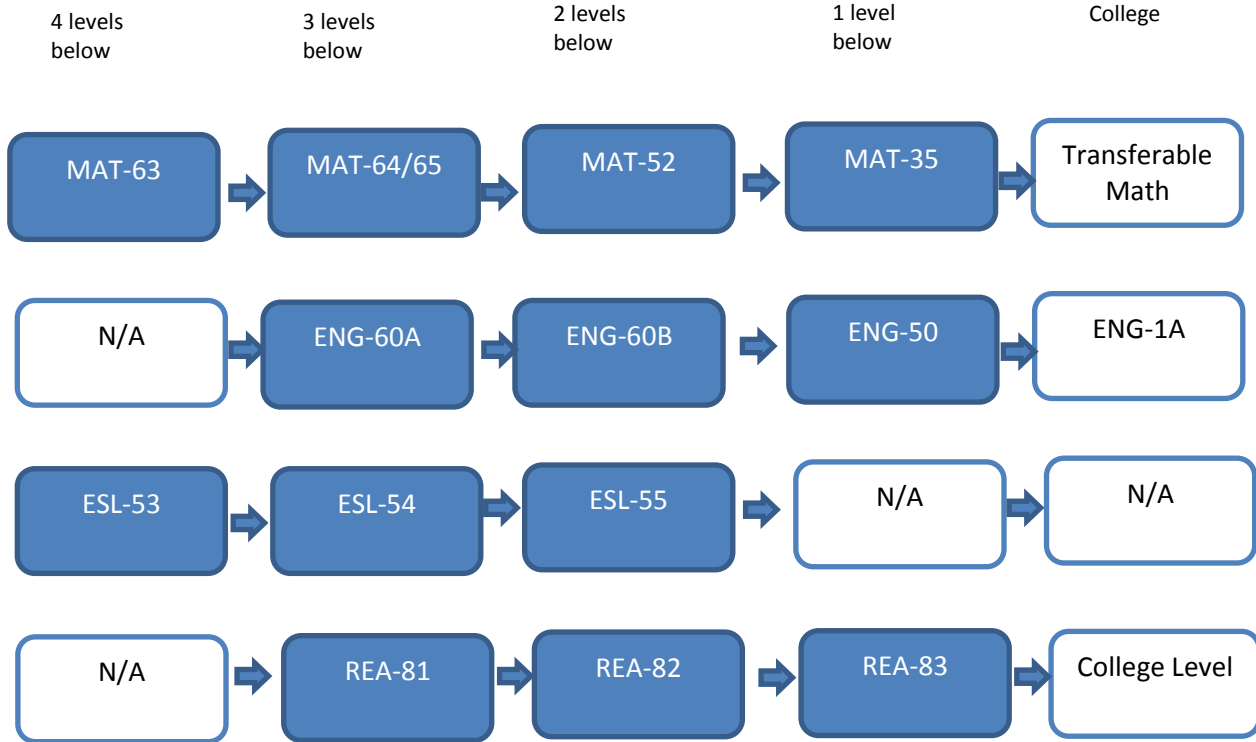 4 levels
below
3 levels
below
2 levels
below
1 level
below
College
MAT-63
MAT-64/65
MAT-52
MAT-35
Transferable
Math
N/A
ENG-60A
ENG-60B
ENG-50
ENG-1A
ESL-53
ESL-54
ESL-55
N/A
N/A
N/A
REA-81
REA-82
REA-83
College Level